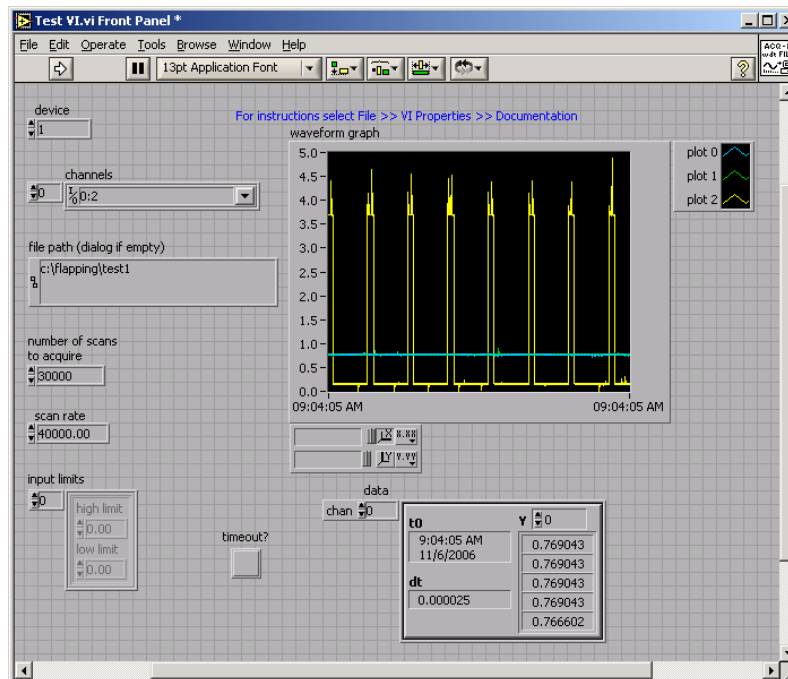 Test VI.vi Front Panel *
File Edit Operate Tools Browse Window Help
13pt Application Font
?
device
1
For instructions select File >> VI Properties >> Documentation
waveform graph
channels
0
0:2
file path (dialog if empty)
c:\flapping\test1
number of scans
to acquire
30000
scan rate
40000.00
input limits
0
high limit
0.00
low limit
0.00
timeout?
5.0
4.5
4.0
3.5
3.0
2.5
2.0
1.5
1.0
0.5
0.0
09:04:05 AM 09:04:05 AM
plot 0
plot 1
plot 2
X
Y
data
chan 0
t0
9:04:05 AM
11/6/2006
dt
0.000025
Y 0
0.769043
0.769043
0.769043
0.769043
0.766602